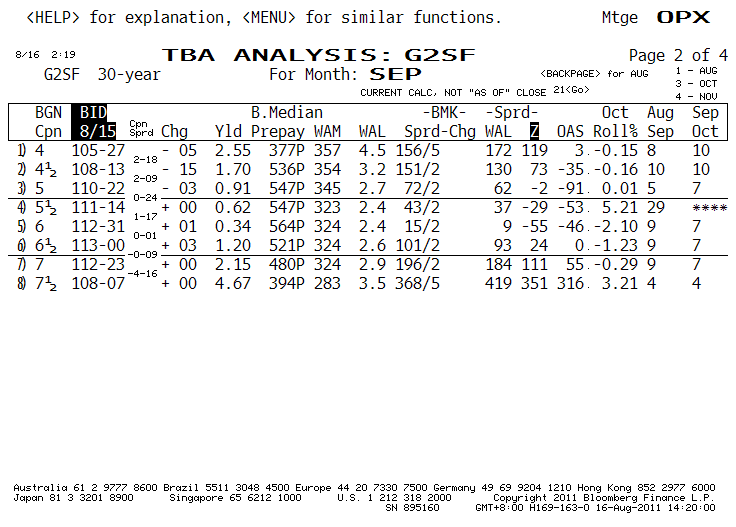 <HELP> for explanation, <MENU> for similar functions. Mtge OPX
8/16 2:19 TBA ANALYSIS: G2SF Page 2 of 4
G2SF 30-year For Month: SEP <BACKPAGE> for AUG 1 - AUG
CURRENT CALC, NOT "AS OF" CLOSE 21<Go> 3 - OCT
4 - NOV
BGN BID B.Median -BMK- -Sprd- Oct Aug Sep
Cpn 8/15 Cpn Sprd Chg Yld Prepay WAM WAL Sprd-Chg WAL Z OAS Roll% Sep Oct
1) 4 105-27 - 05 2.55 377P 357 4.5 156/5 172 119 3. -0.15 8 10
2-18
2) 4½ 108-13 - 15 1.70 536P 354 3.2 151/2 130 73 -35. -0.16 10 10
2-09
3) 5 110-22 - 03 0.91 547P 345 2.7 72/2 62 -2 -91. 0.01 5 7
0-24
4) 5½ 111-14 + 00 0.62 547P 323 2.4 43/2 37 -29 -53. 5.21 29 ****
1-17
5) 6 112-31 + 01 0.34 564P 324 2.4 15/2 9 -55 -46. -2.10 9 7
0-01
6) 6½ 113-00 + 03 1.20 521P 324 2.6 101/2 93 24 0. -1.23 9 7
-0-09
7) 7 112-23 + 00 2.15 480P 324 2.9 196/2 184 111 55. -0.29 9 7
-4-16
8) 7½ 108-07 + 00 4.67 394P 283 3.5 368/5 419 351 316. 3.21 4 4
Australia 61 2 9777 8600 Brazil 5511 3048 4500 Europe 44 20 7330 7500 Germany 49 69 9204 1210 Hong Kong 852 2977 6000
Japan 81 3 3201 8900 Singapore 65 6212 1000 U.S. 1 212 318 2000 Copyright 2011 Bloomberg Finance L.P.
SN 895160 GMT+8:00 H169-163-0 16-Aug-2011 14:20:00